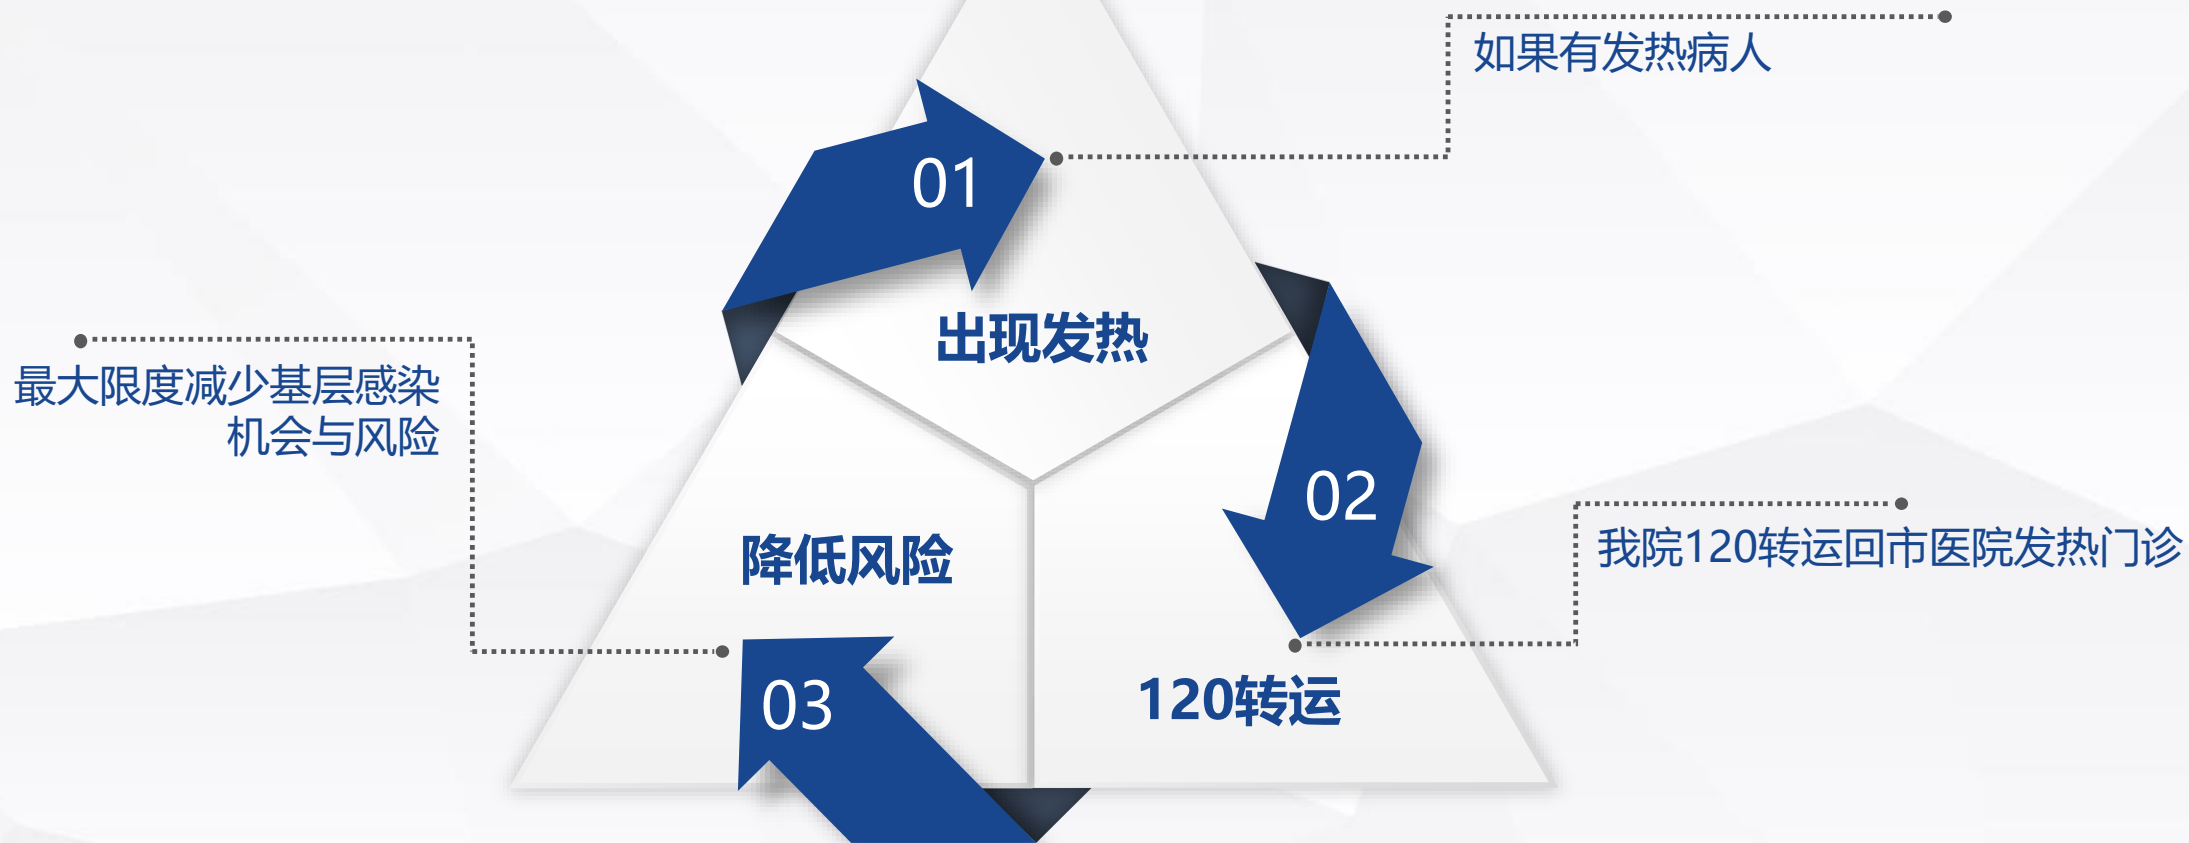 如果有发热病人
01
出现发热
最大限度减少基层感染
机会与风险
02
我院120转运回市医院发热门诊
降低风险
03
120转运